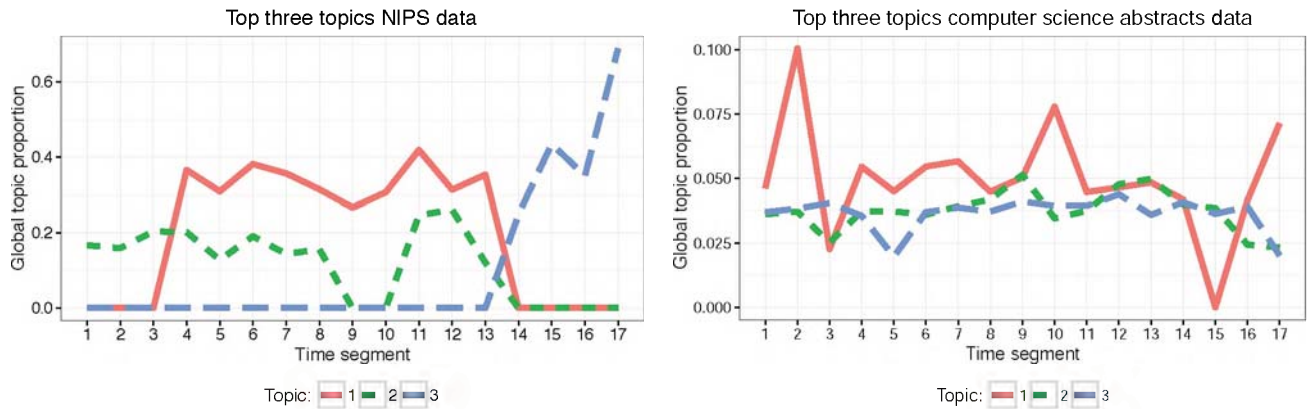 Top three topics NIPS data
Global topic proportion
0.6
0.4
0.2
0.0
1 2 3 4 5 6 7 8 9 10 11 12 13 14 15 16 17
Time segment
Topic: 1 2 3
Top three topics computer science abstracts data
Global topic proportion
0.100
0.075
0.050
0.025
0.000
1 2 3 4 5 6 7 8 9 10 11 12 13 14 15 16 17
Time segment
Topic: 1 2 3